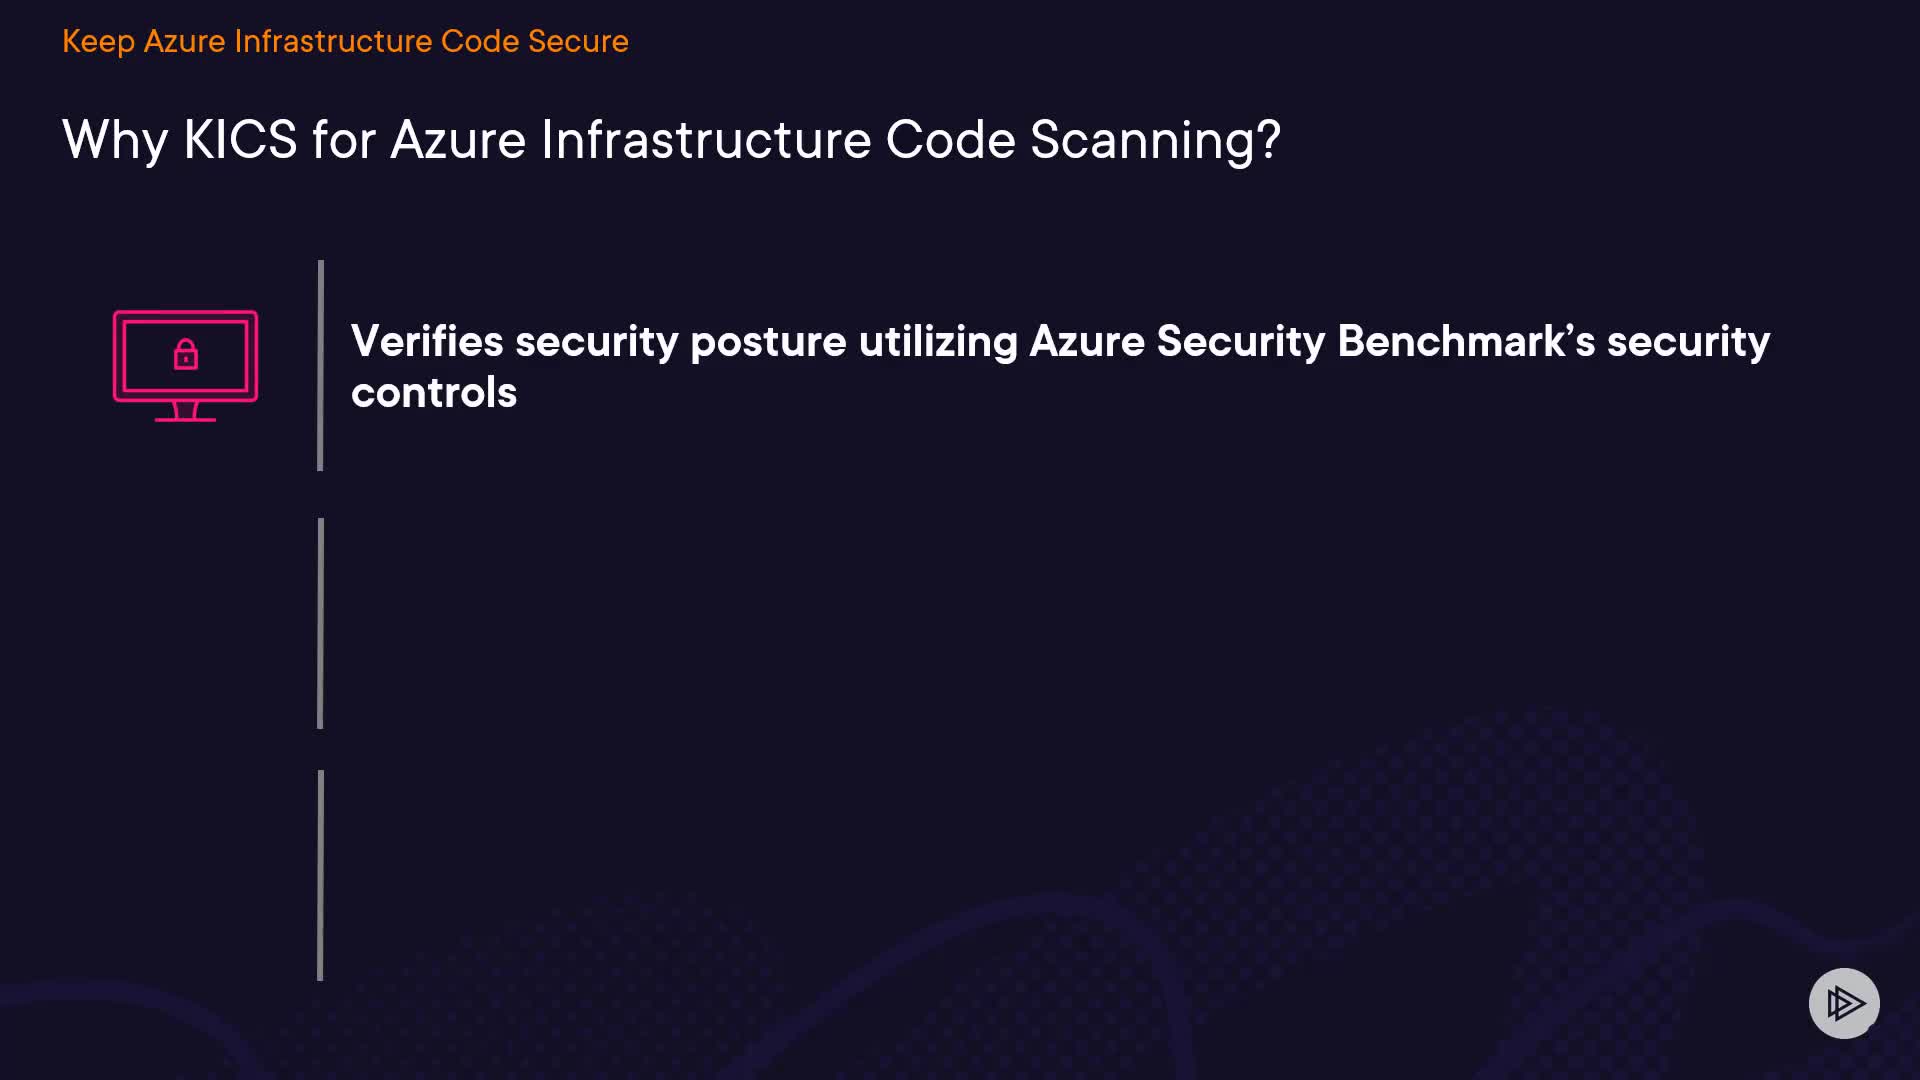 Keep Azure Infrastructure Code Secure
Why KICS for Azure Infrastructure Code Scanning?
Verifies security posture utilizing Azure Security Benchmark’s security
controls